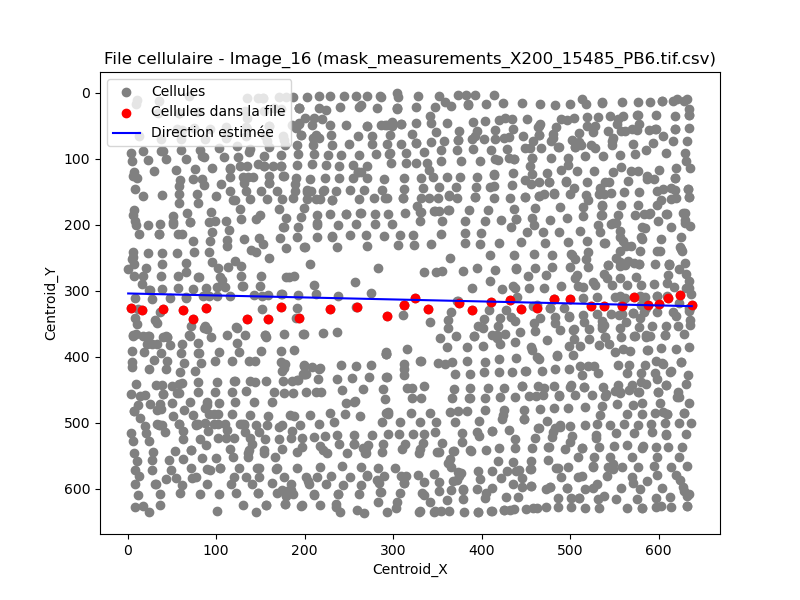 File cellulaire - Image_16 (mask_measurements_X200_15485_PB6.tif.csv)
Cellules
Cellules dans la file
Direction estimée
0
100
200
300
400
500
600
Centroid_Y
0
100
200
300
400
500
600
Centroid_X